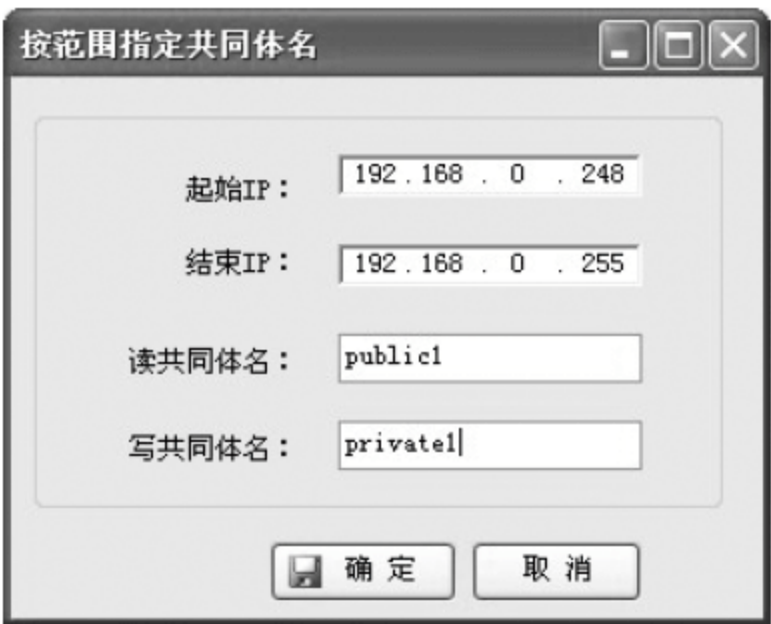 按范围指定共同体名
起始IP： 192 . 168 . 0 . 248
结束IP： 192 . 168 . 0 . 255
读共同体名： public1
写共同体名： private1
确 定 取 消